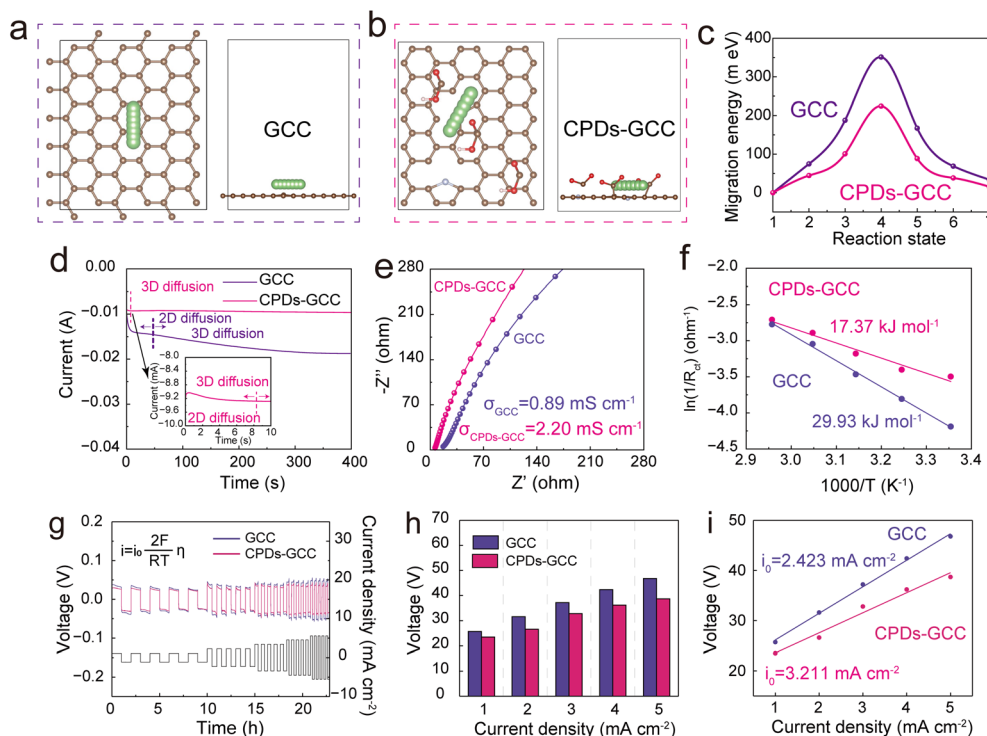 a
GCC
b
CPDs-GCC
c
Migration energy (m eV)
400
300
200
100
0
GCC
CPDs-GCC
1 2 3 4 5 6 7
Reaction state
d
Current (A)
0.00
−0.01
−0.02
−0.03
−0.04
GCC
CPDs-GCC
3D diffusion
2D diffusion
3D diffusion
Current (mA)
−8.0
−8.4
−8.8
−9.2
−9.6
−10.0
3D diffusion
2D diffusion
0 2 4 6 8 10
Time (s)
0 100 200 300 400
Time (s)
e
-Z'' (ohm)
280
210
140
70
0
CPDs-GCC
GCC
σGCC=0.89 mS cm⁻¹
σCPDs-GCC=2.20 mS cm⁻¹
70 140 210 280
Z' (ohm)
f
ln(1/Rct) (ohm⁻¹)
−2.0
−2.5
−3.0
−3.5
−4.0
−4.5
CPDs-GCC
17.37 kJ mol⁻¹
GCC
29.93 kJ mol⁻¹
2.9 3.0 3.1 3.2 3.3 3.4
1000/T (K⁻¹)
g
Voltage (V)
0.2
0.1
0.0
−0.1
−0.2
i=i₀ 2F/RT η
GCC
CPDs-GCC
30
20
10
0
−10
Current density (mA cm⁻²)
0 5 10 15 20
Time (h)
h
Voltage (V)
70
60
50
40
30
20
10
0
GCC
CPDs-GCC
1 2 3 4 5
Current density (mA cm⁻²)
i
Voltage (V)
50
40
30
20
GCC
i₀=2.423 mA cm⁻²
CPDs-GCC
i₀=3.211 mA cm⁻²
1 2 3 4 5
Current density (mA cm⁻²)